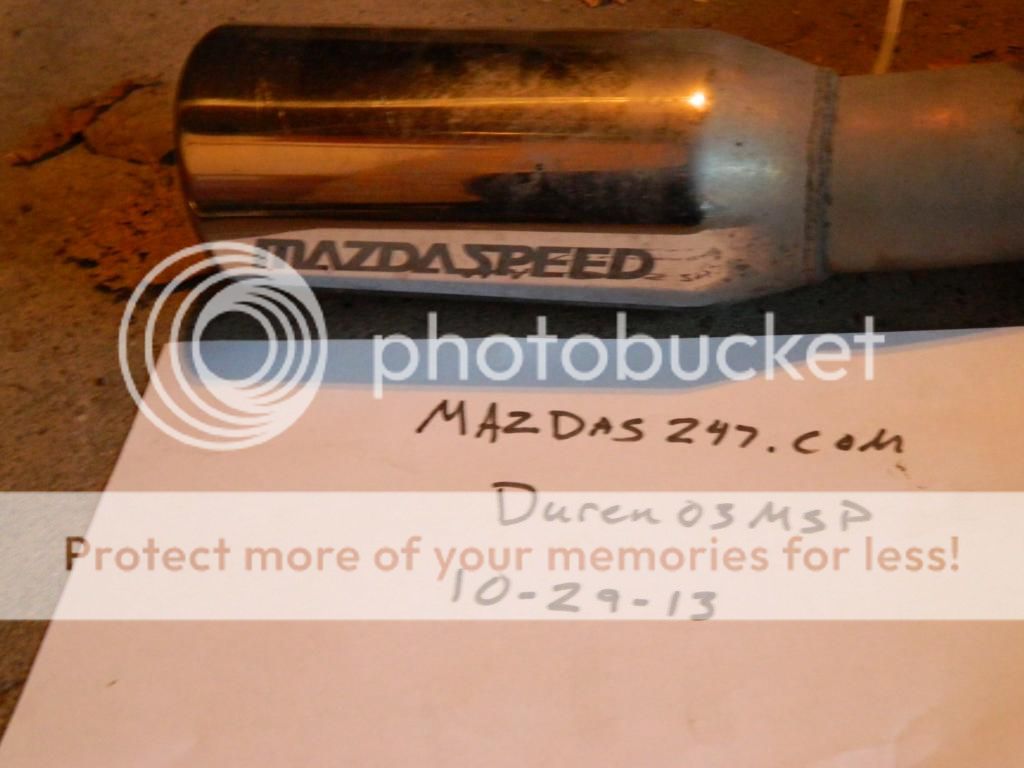 MAZDASPEED
photobucket
MAZDAS247.COM
Duren03MSP
Protect more of your memories for less!
10-29-13